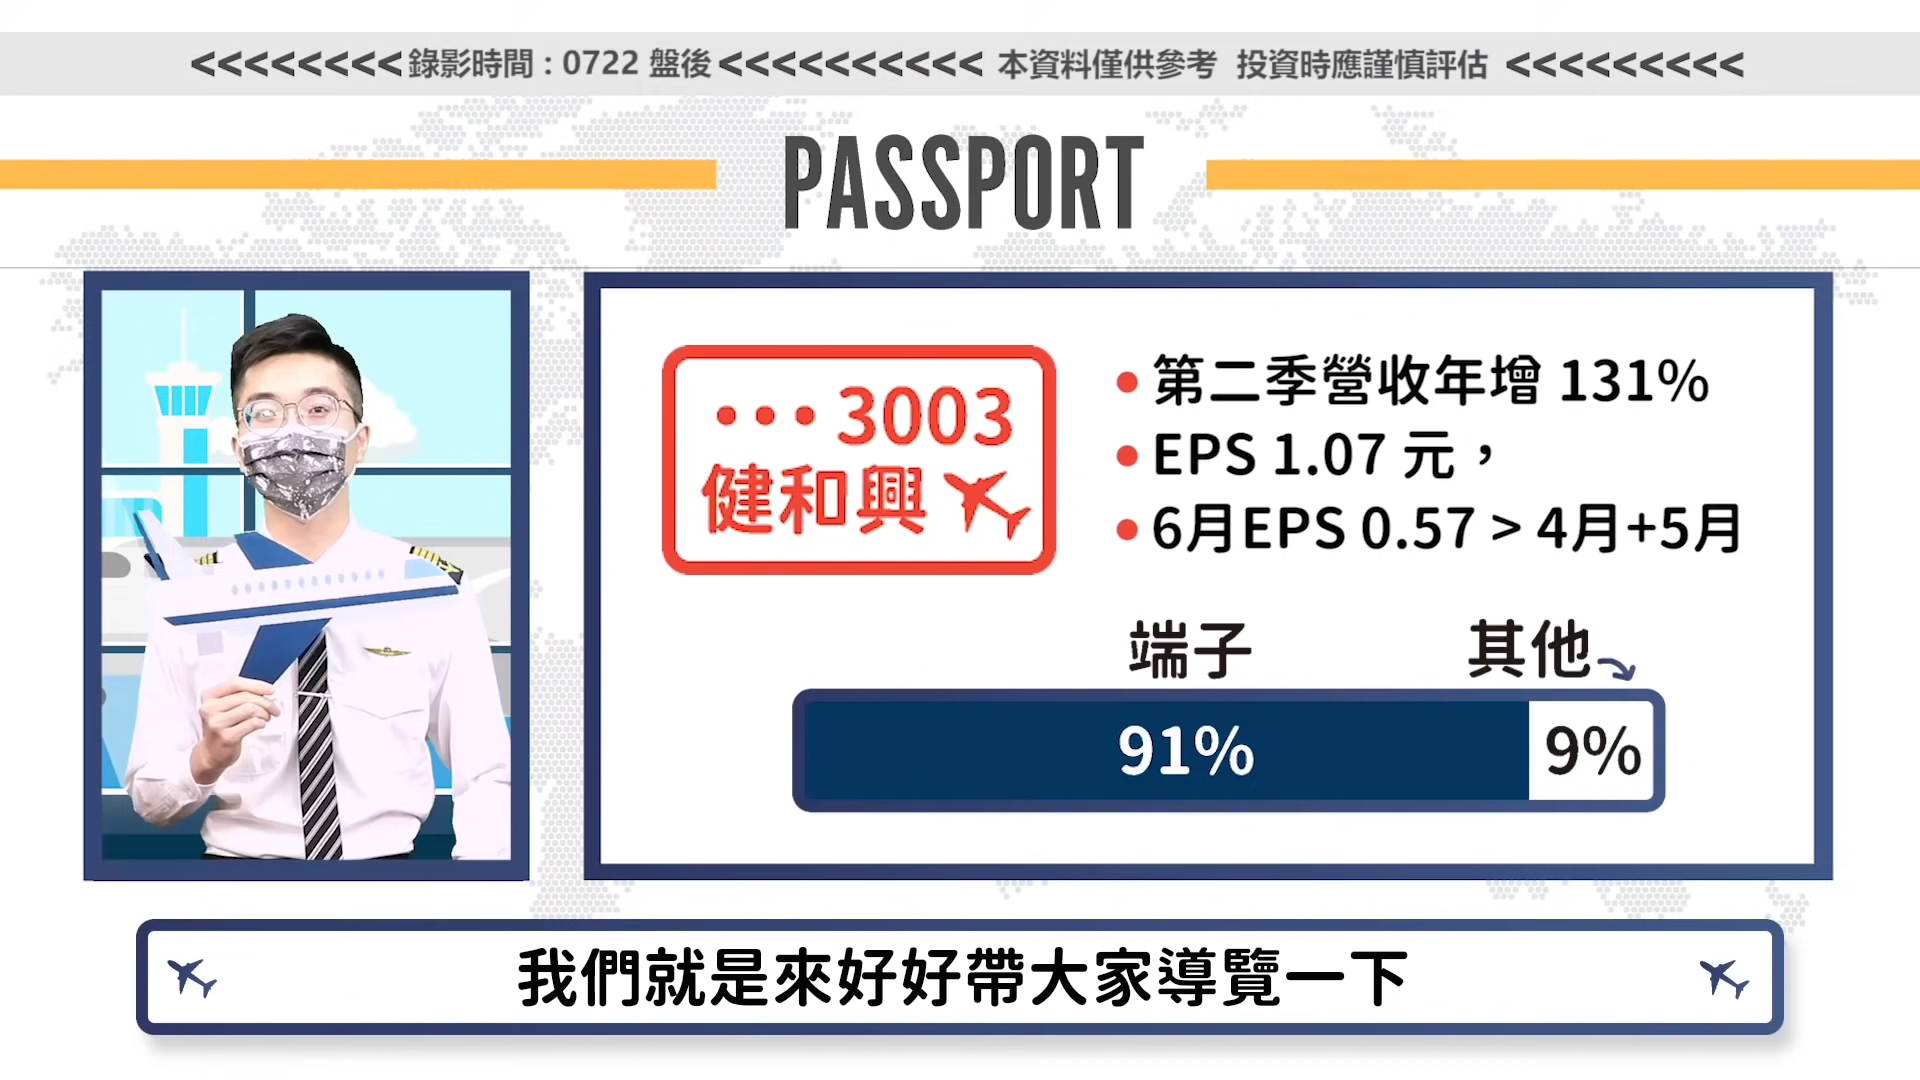 <<<<<<<<錄影時間：0722 盤後<<<<<<<<<< 本資料僅供參考 投資時應謹慎評估 <<<<<<<<<
PASSPORT
•••3003
健和興
• 第二季營收年增 131%
• EPS 1.07 元，
• 6月EPS 0.57 > 4月+5月
端子 其他
91% 9%
我們就是來好好帶大家導覽一下